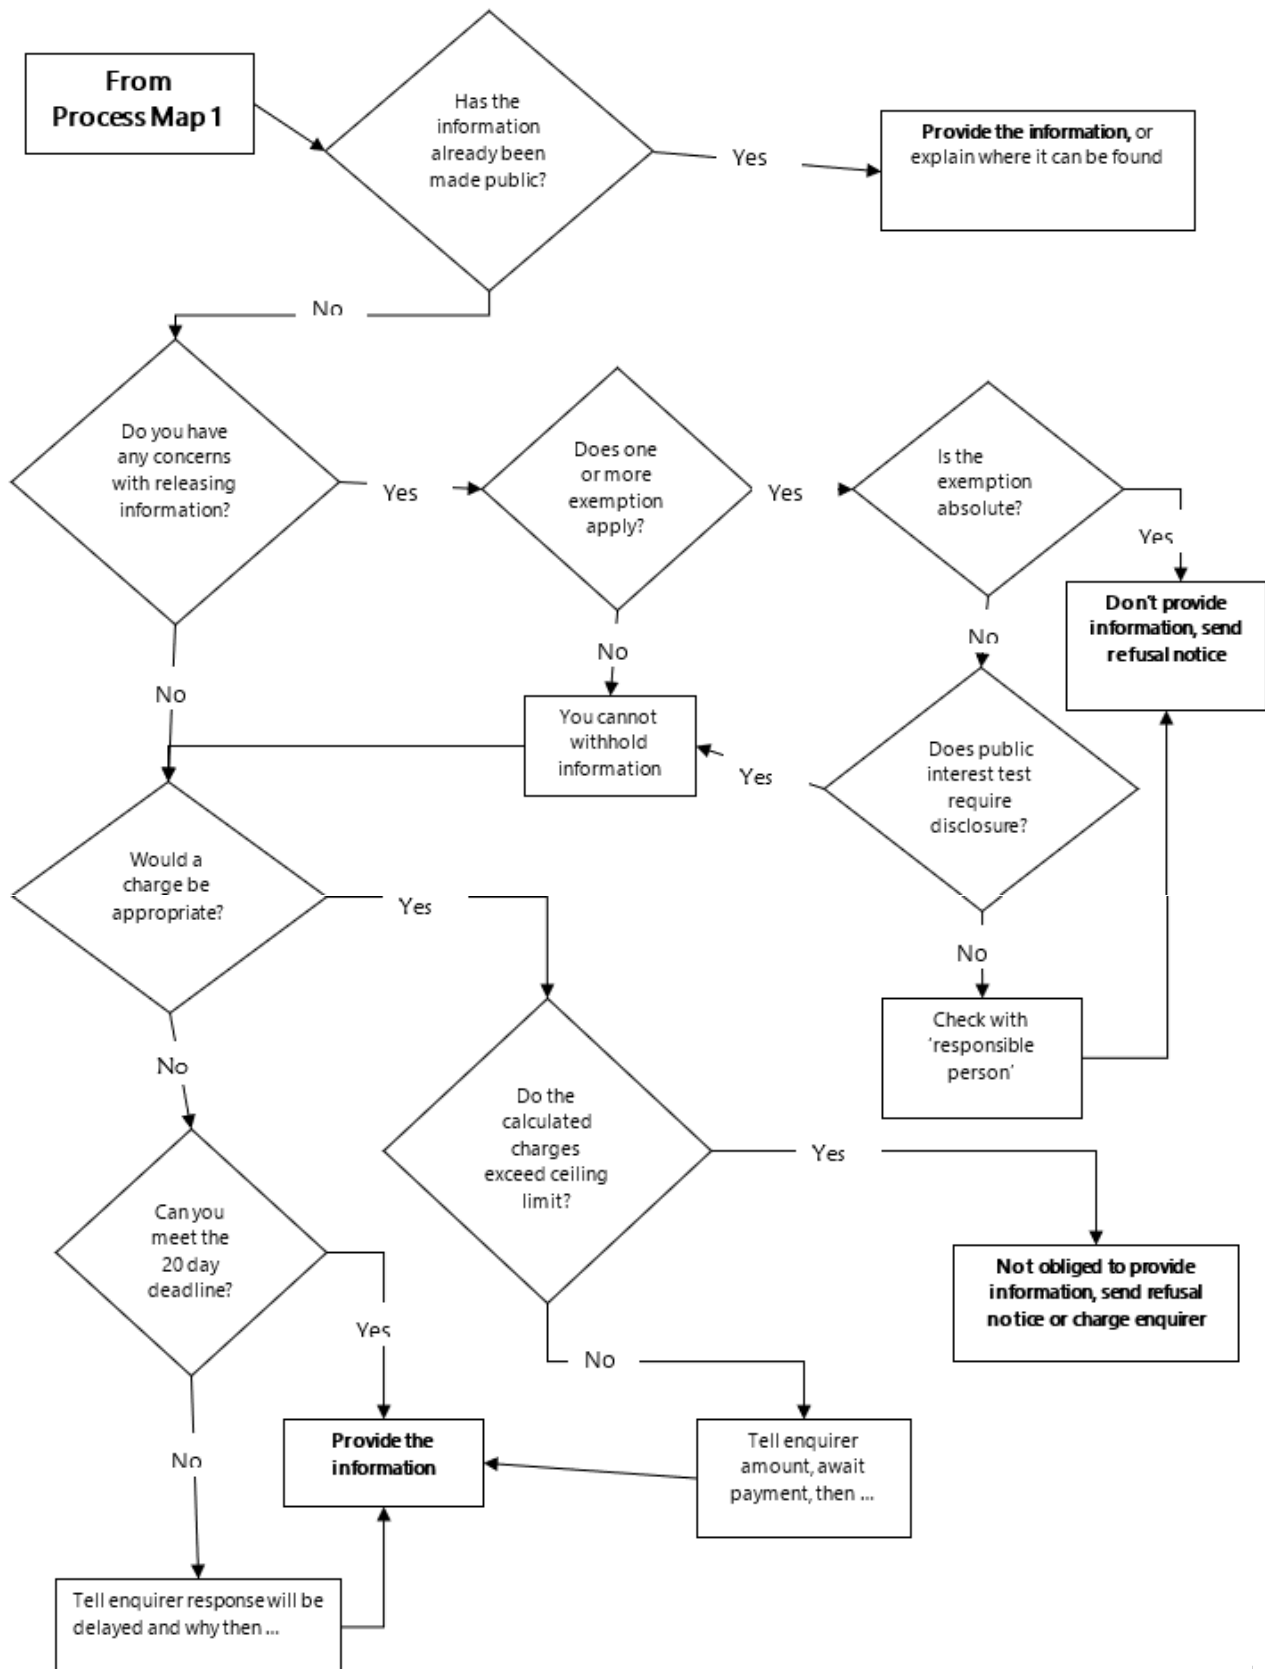 From
Process Map 1
Has the
information
already been
made public?
Yes
Provide the information, or
explain where it can be found
No
Do you have
any concerns
with releasing
information?
Yes
Does one
or more
exemption
apply?
Yes
Is the
exemption
absolute?
Yes
Don't provide
information, send
refusal notice
No
No
No
You cannot
withhold
information
Yes
Does public
interest test
require
disclosure?
Would a
charge be
appropriate?
Yes
No
Check with
'responsible
person'
No
Do the
calculated
charges
exceed ceiling
limit?
Yes
Can you
meet the
20 day
deadline?
Not obliged to provide
information, send refusal
notice or charge enquirer
Yes
No
No
Provide the
information
Tell enquirer
amount, await
payment, then ...
Tell enquirer response will be
delayed and why then ...